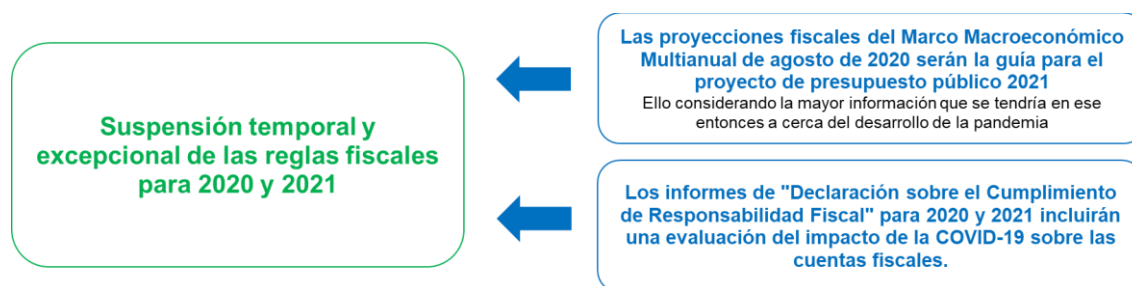 Suspensión temporal y
excepcional de las reglas fiscales
para 2020 y 2021
Las proyecciones fiscales del Marco Macroeconómico
Multianual de agosto de 2020 serán la guía para el
proyecto de presupuesto público 2021
Ello considerando la mayor información que se tendría en ese
entonces a cerca del desarrollo de la pandemia
Los informes de "Declaración sobre el Cumplimiento
de Responsabilidad Fiscal" para 2020 y 2021 incluirán
una evaluación del impacto de la COVID-19 sobre las
cuentas fiscales.